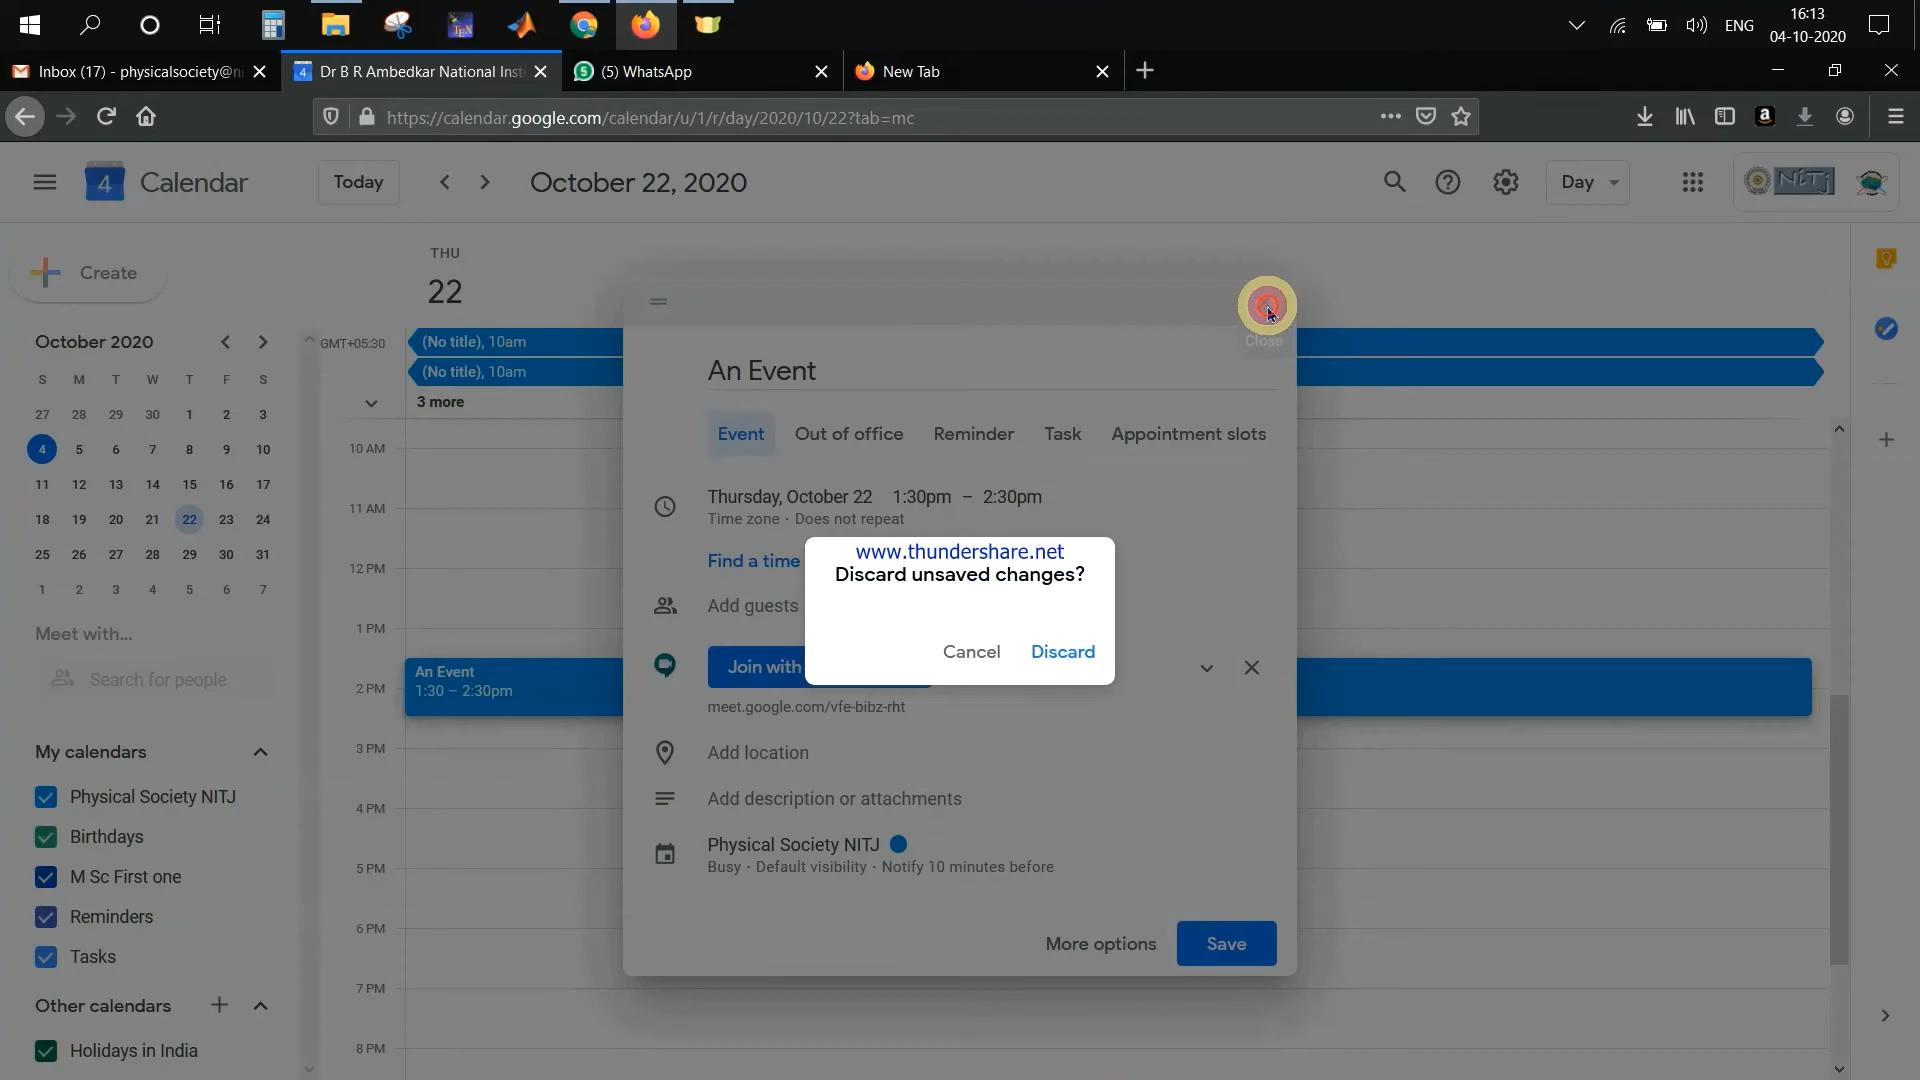 ENG
16:13
04-10-2020
Inbox (17) - physicalsociety@ni
Dr B R Ambedkar National Insti
(5) WhatsApp
New Tab
https://calendar.google.com/calendar/u/1/r/day/2020/10/22?tab=mc
4
Calendar
Today
October 22, 2020
Day
NITJ
Create
THU
22
October 2020
S M T W T F S
27 28 29 30 1 2 3
4 5 6 7 8 9 10
11 12 13 14 15 16 17
18 19 20 21 22 23 24
25 26 27 28 29 30 31
1 2 3 4 5 6 7
Meet with...
Search for people
My calendars
Physical Society NITJ
Birthdays
M Sc First one
Reminders
Tasks
Other calendars
Holidays in India
GMT+05:30
(No title), 10am
(No title), 10am
3 more
10 AM
11 AM
12 PM
1 PM
2 PM
3 PM
4 PM
5 PM
6 PM
7 PM
8 PM
An Event
1:30 – 2:30pm
Close
An Event
Event Out of office Reminder Task Appointment slots
Thursday, October 22 1:30pm – 2:30pm
Time zone · Does not repeat
Find a time
Add guests
Join with
meet.google.com/vfe-bibz-rht
Add location
Add description or attachments
Physical Society NITJ
Busy · Default visibility · Notify 10 minutes before
More options
Save
www.thundershare.net
Discard unsaved changes?
Cancel Discard